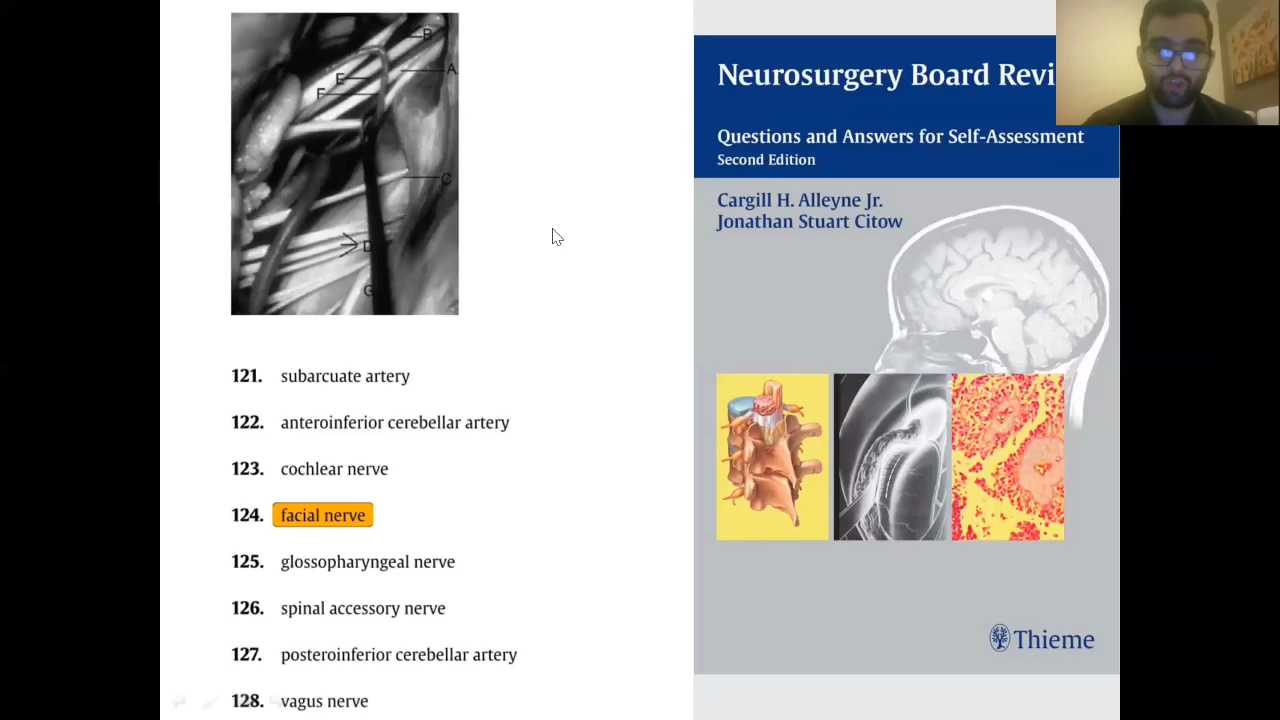 B
A
E
F
C
D
G
121. subarcuate artery
122. anteroinferior cerebellar artery
123. cochlear nerve
124. facial nerve
125. glossopharyngeal nerve
126. spinal accessory nerve
127. posteroinferior cerebellar artery
128. vagus nerve
Neurosurgery Board Revi
Questions and Answers for Self-Assessment
Second Edition
Cargill H. Alleyne Jr.
Jonathan Stuart Citow
Thieme